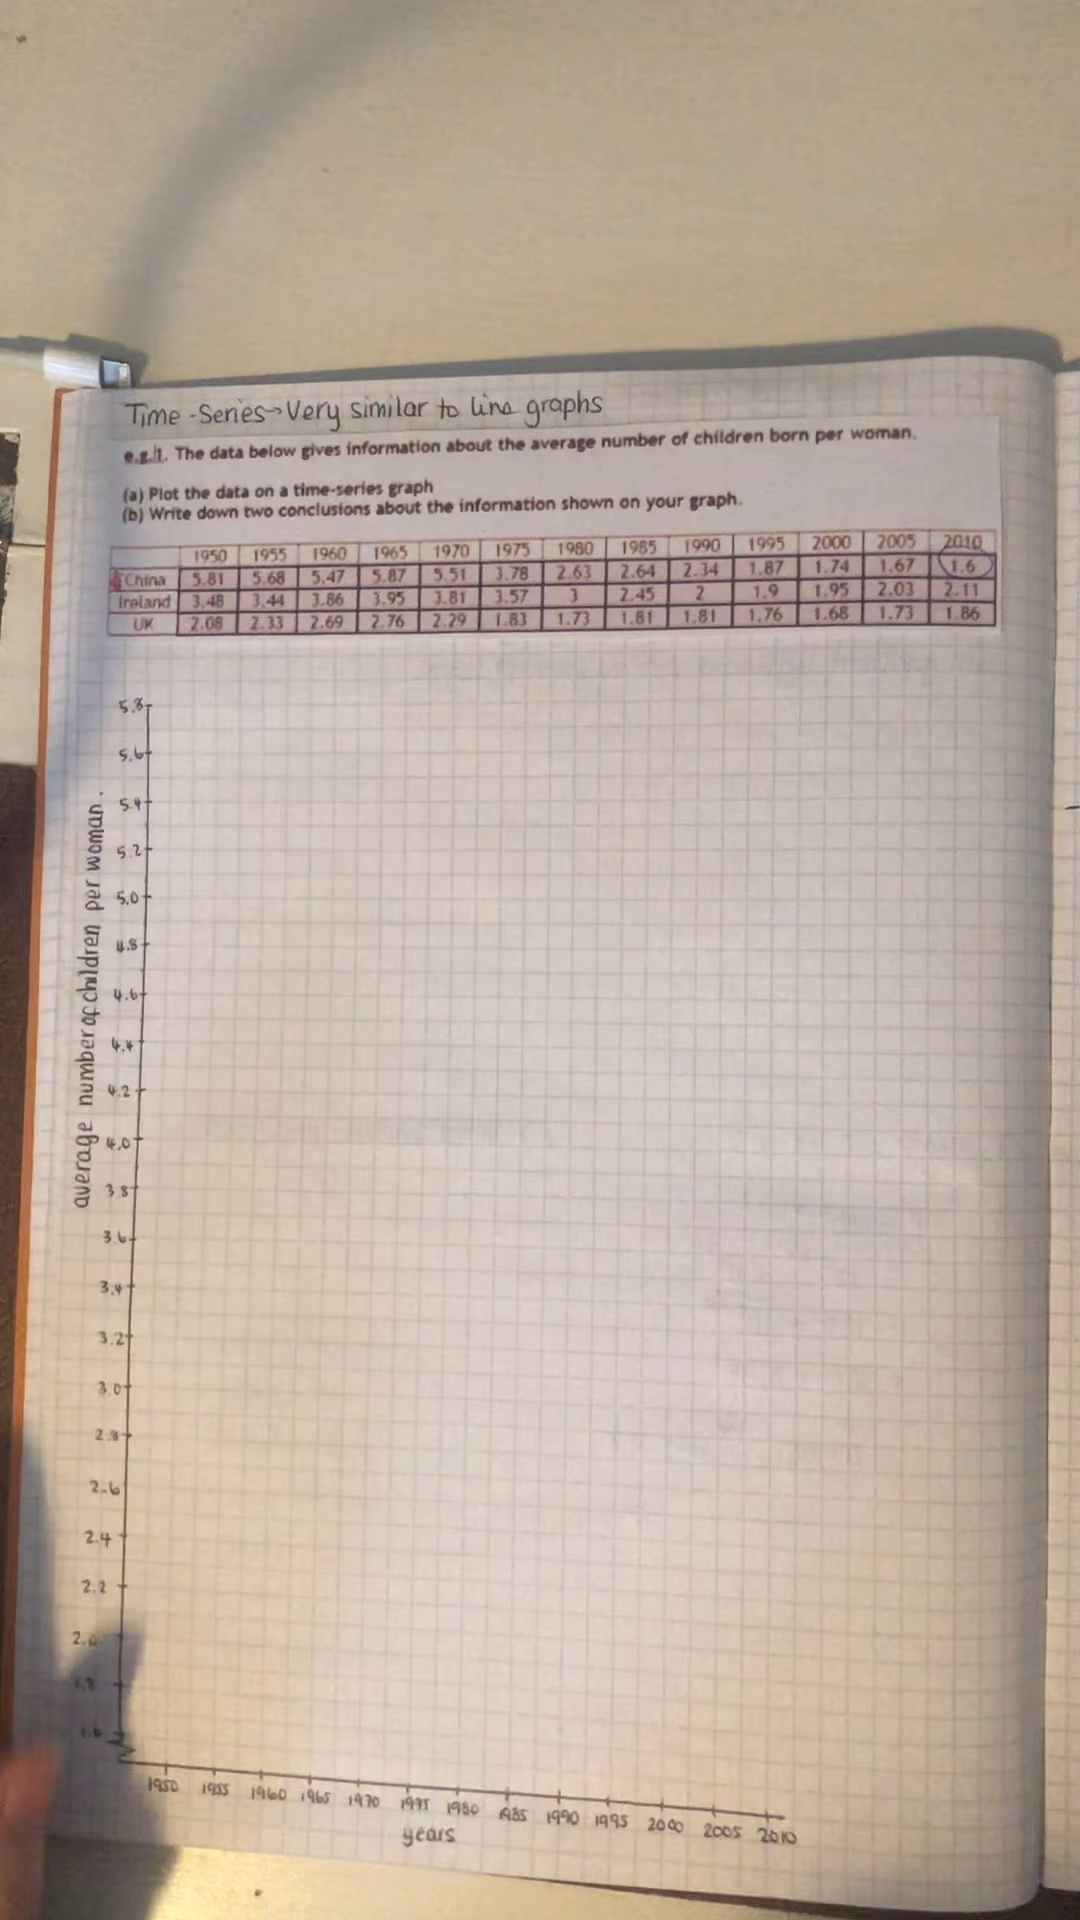 Time-Series→Very similar to line graphs
e.g.1. The data below gives information about the average number of children born per woman.
(a) Plot the data on a time-series graph
(b) Write down two conclusions about the information shown on your graph.
1950 1955 1960 1965 1970 1975 1980 1985 1990 1995 2000 2005 2010
China 5.81 5.68 5.47 5.87 5.51 3.78 2.63 2.64 2.34 1.87 1.74 1.67 1.6
Ireland 3.48 3.44 3.86 3.95 3.81 3.57 3 2.45 2 1.9 1.95 2.03 2.11
UK 2.08 2.33 2.69 2.76 2.29 1.83 1.73 1.81 1.81 1.76 1.68 1.73 1.86
average number of children per woman.
5.8
5.6
5.4
5.2
5.0
4.8
4.6
4.4
4.2
4.0
3.8
3.6
3.4
3.2
3.0
2.8
2.6
2.4
2.2
2.0
1.8
1.6
1950 1955 1960 1965 1970 1975 1980 1985 1990 1995 2000 2005 2010
years